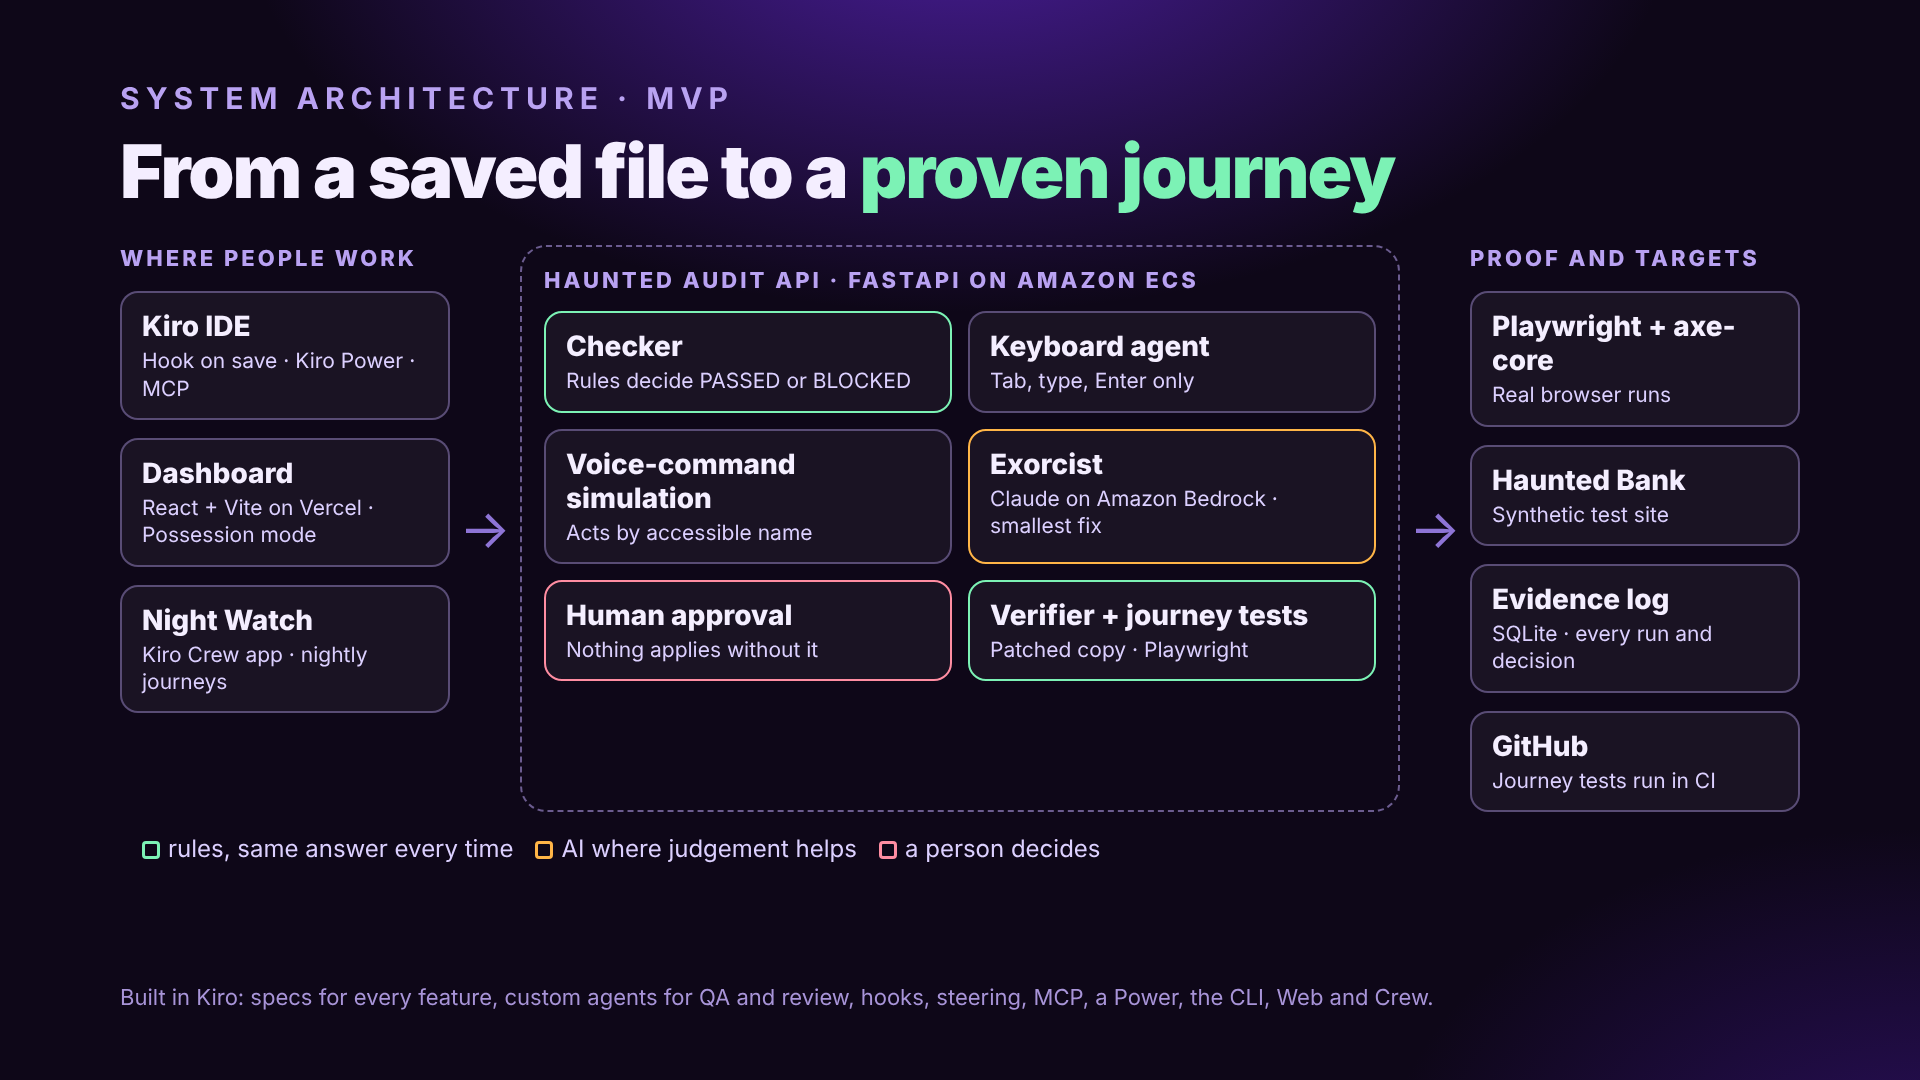 SYSTEM ARCHITECTURE · MVP
From a saved file to a proven journey
WHERE PEOPLE WORK
Kiro IDE
Hook on save · Kiro Power ·
MCP
Dashboard
React + Vite on Vercel ·
Possession mode
Night Watch
Kiro Crew app · nightly
journeys
→
HAUNTED AUDIT API · FASTAPI ON AMAZON ECS
Checker
Rules decide PASSED or BLOCKED
Keyboard agent
Tab, type, Enter only
Voice-command
simulation
Acts by accessible name
Exorcist
Claude on Amazon Bedrock ·
smallest fix
Human approval
Nothing applies without it
Verifier + journey tests
Patched copy · Playwright
→
PROOF AND TARGETS
Playwright + axe-
core
Real browser runs
Haunted Bank
Synthetic test site
Evidence log
SQLite · every run and
decision
GitHub
Journey tests run in CI
rules, same answer every time
AI where judgement helps
a person decides
Built in Kiro: specs for every feature, custom agents for QA and review, hooks, steering, MCP, a Power, the CLI, Web and Crew.